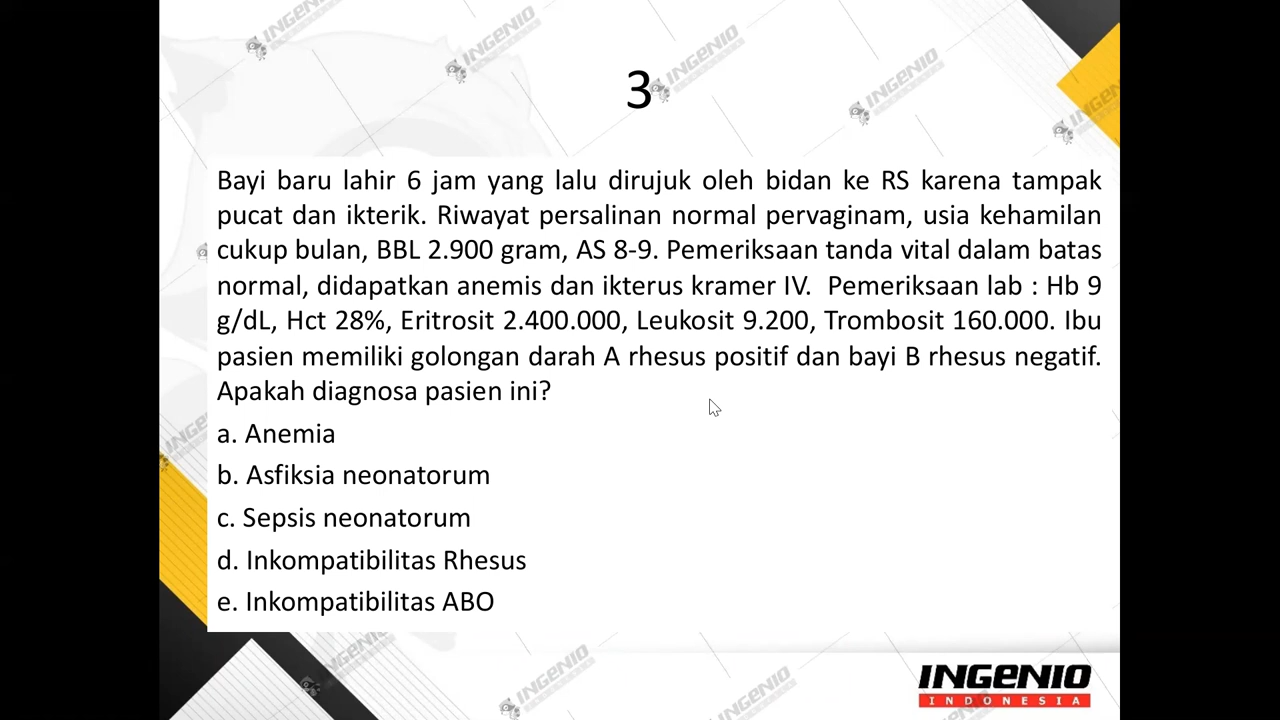 3
Bayi baru lahir 6 jam yang lalu dirujuk oleh bidan ke RS karena tampak
pucat dan ikterik. Riwayat persalinan normal pervaginam, usia kehamilan
cukup bulan, BBL 2.900 gram, AS 8-9. Pemeriksaan tanda vital dalam batas
normal, didapatkan anemis dan ikterus kramer IV. Pemeriksaan lab : Hb 9
g/dL, Hct 28%, Eritrosit 2.400.000, Leukosit 9.200, Trombosit 160.000. Ibu
pasien memiliki golongan darah A rhesus positif dan bayi B rhesus negatif.
Apakah diagnosa pasien ini?
a. Anemia
b. Asfiksia neonatorum
c. Sepsis neonatorum
d. Inkompatibilitas Rhesus
e. Inkompatibilitas ABO
INGENIO
INDONESIA